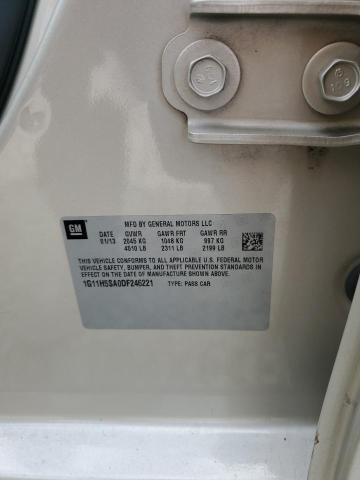 GM
MFD BY GENERAL MOTORS LLC
DATE GVWR GAWR FRT GAWR RR
01/13 2045 KG 1048 KG 997 KG
4510 LB 2311 LB 2199 LB
THIS VEHICLE CONFORMS TO ALL APPLICABLE U.S. FEDERAL MOTOR
VEHICLE SAFETY, BUMPER, AND THEFT PREVENTION STANDARDS IN
EFFECT ON THE DATE OF MANUFACTURE SHOWN ABOVE.
1G11H5SA0DF246221 TYPE: PASS CAR